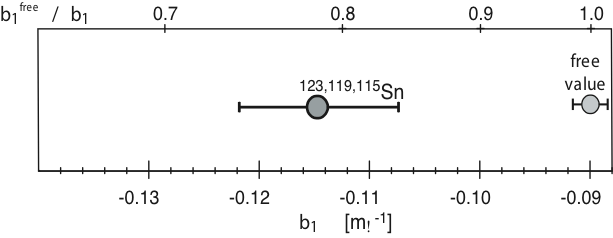 b₁ᶠʳᵉᵉ / b₁ 0.7 0.8 0.9 1.0
free
value
¹²³,¹¹⁹,¹¹⁵Sn
-0.13 -0.12 -0.11 -0.10 -0.09
b₁ [m!⁻¹]